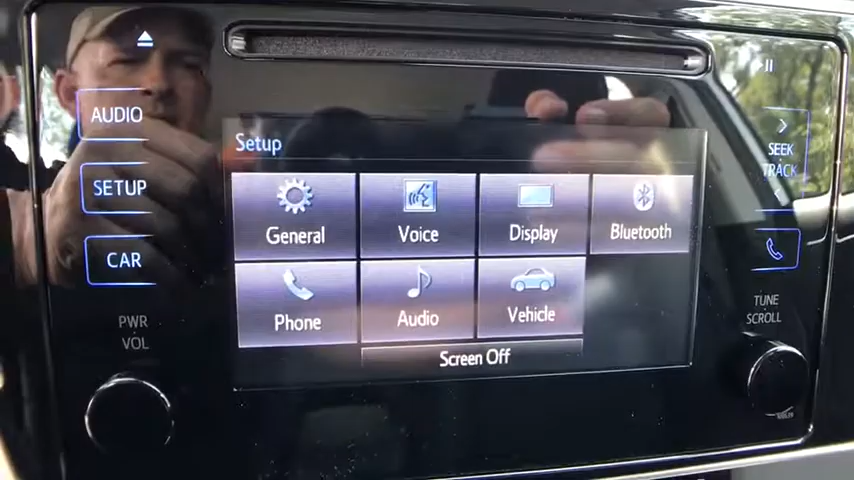 AUDIO
SETUP
CAR
PWR
VOL
Setup
General
Voice
Display
Bluetooth
Phone
Audio
Vehicle
Screen Off
SEEK
TRACK
TUNE
SCROLL